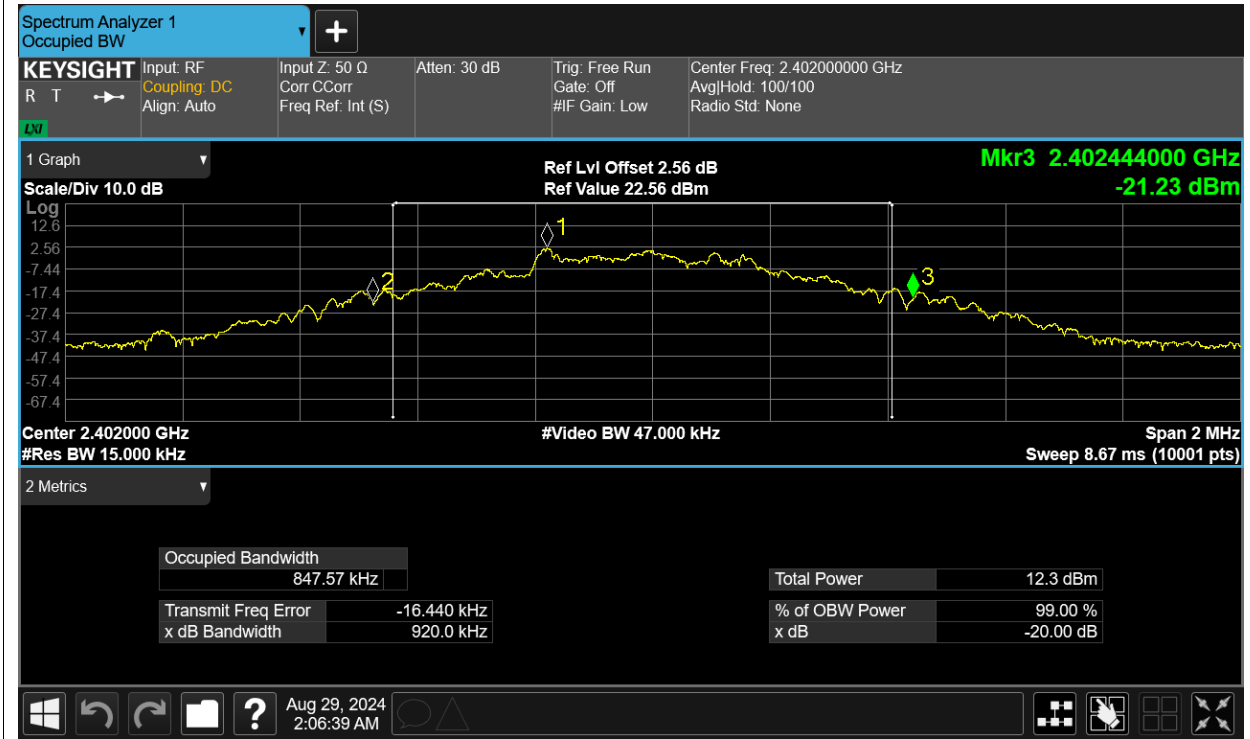 Spectrum Analyzer 1
Occupied BW
KEYSIGHT
R T
LXI
Input: RF
Coupling: DC
Align: Auto
Input Z: 50 Ω
Corr CCorr
Freq Ref: Int (S)
Atten: 30 dB
Trig: Free Run
Gate: Off
#IF Gain: Low
Center Freq: 2.402000000 GHz
Avg|Hold: 100/100
Radio Std: None
1 Graph
Scale/Div 10.0 dB
Ref Lvl Offset 2.56 dB
Ref Value 22.56 dBm
Mkr3 2.402444000 GHz
-21.23 dBm
Log
12.6
2.56
-7.44
-17.4
-27.4
-37.4
-47.4
-57.4
-67.4
1
2
3
Center 2.402000 GHz
#Video BW 47.000 kHz
Span 2 MHz
#Res BW 15.000 kHz
Sweep 8.67 ms (10001 pts)
2 Metrics
Occupied Bandwidth
847.57 kHz
Total Power 12.3 dBm
Transmit Freq Error -16.440 kHz
% of OBW Power 99.00 %
x dB Bandwidth 920.0 kHz
x dB -20.00 dB
?
Aug 29, 2024
2:06:39 AM